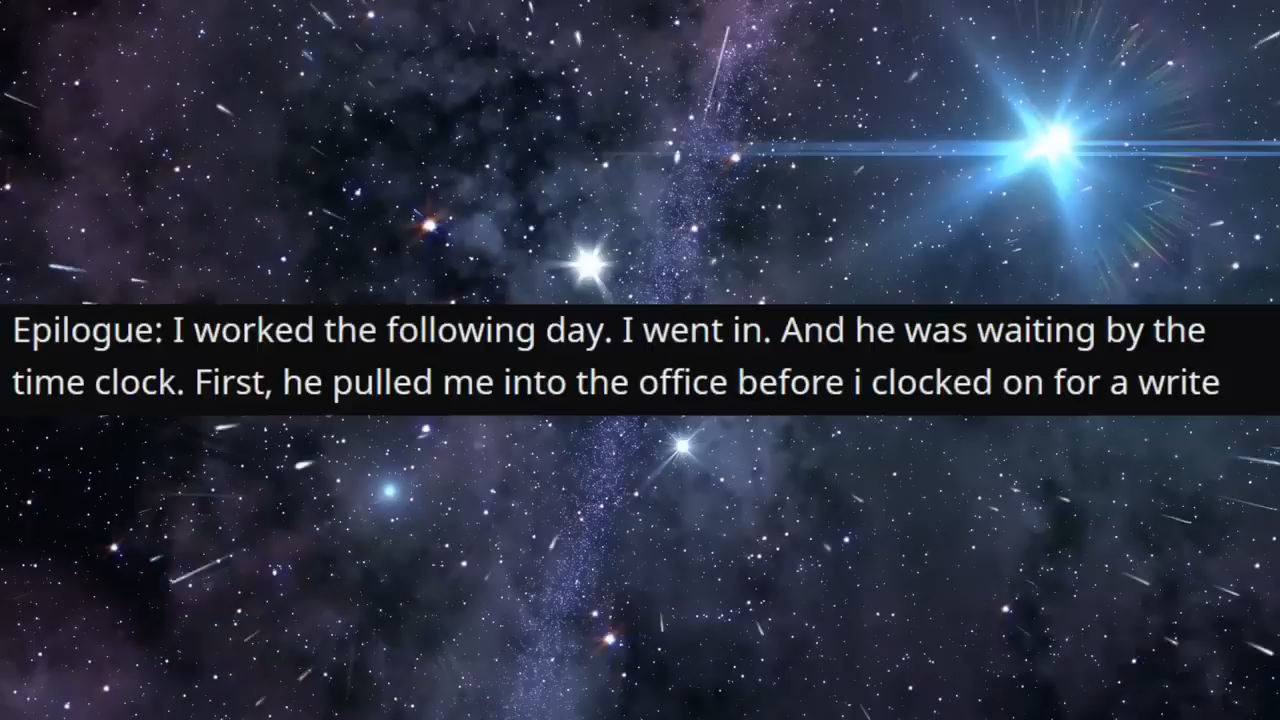 Epilogue: I worked the following day. I went in. And he was waiting by the
time clock. First, he pulled me into the office before i clocked on for a write